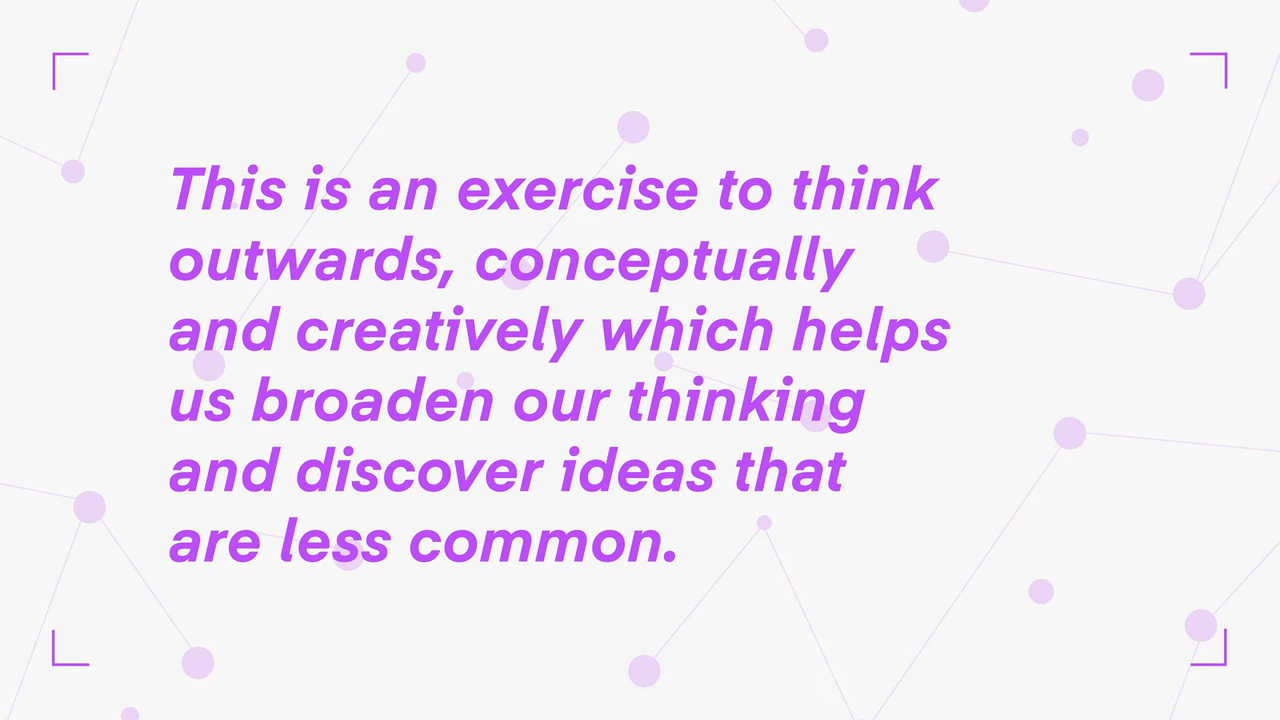 This is an exercise to think
outwards, conceptually
and creatively which helps
us broaden our thinking
and discover ideas that
are less common.